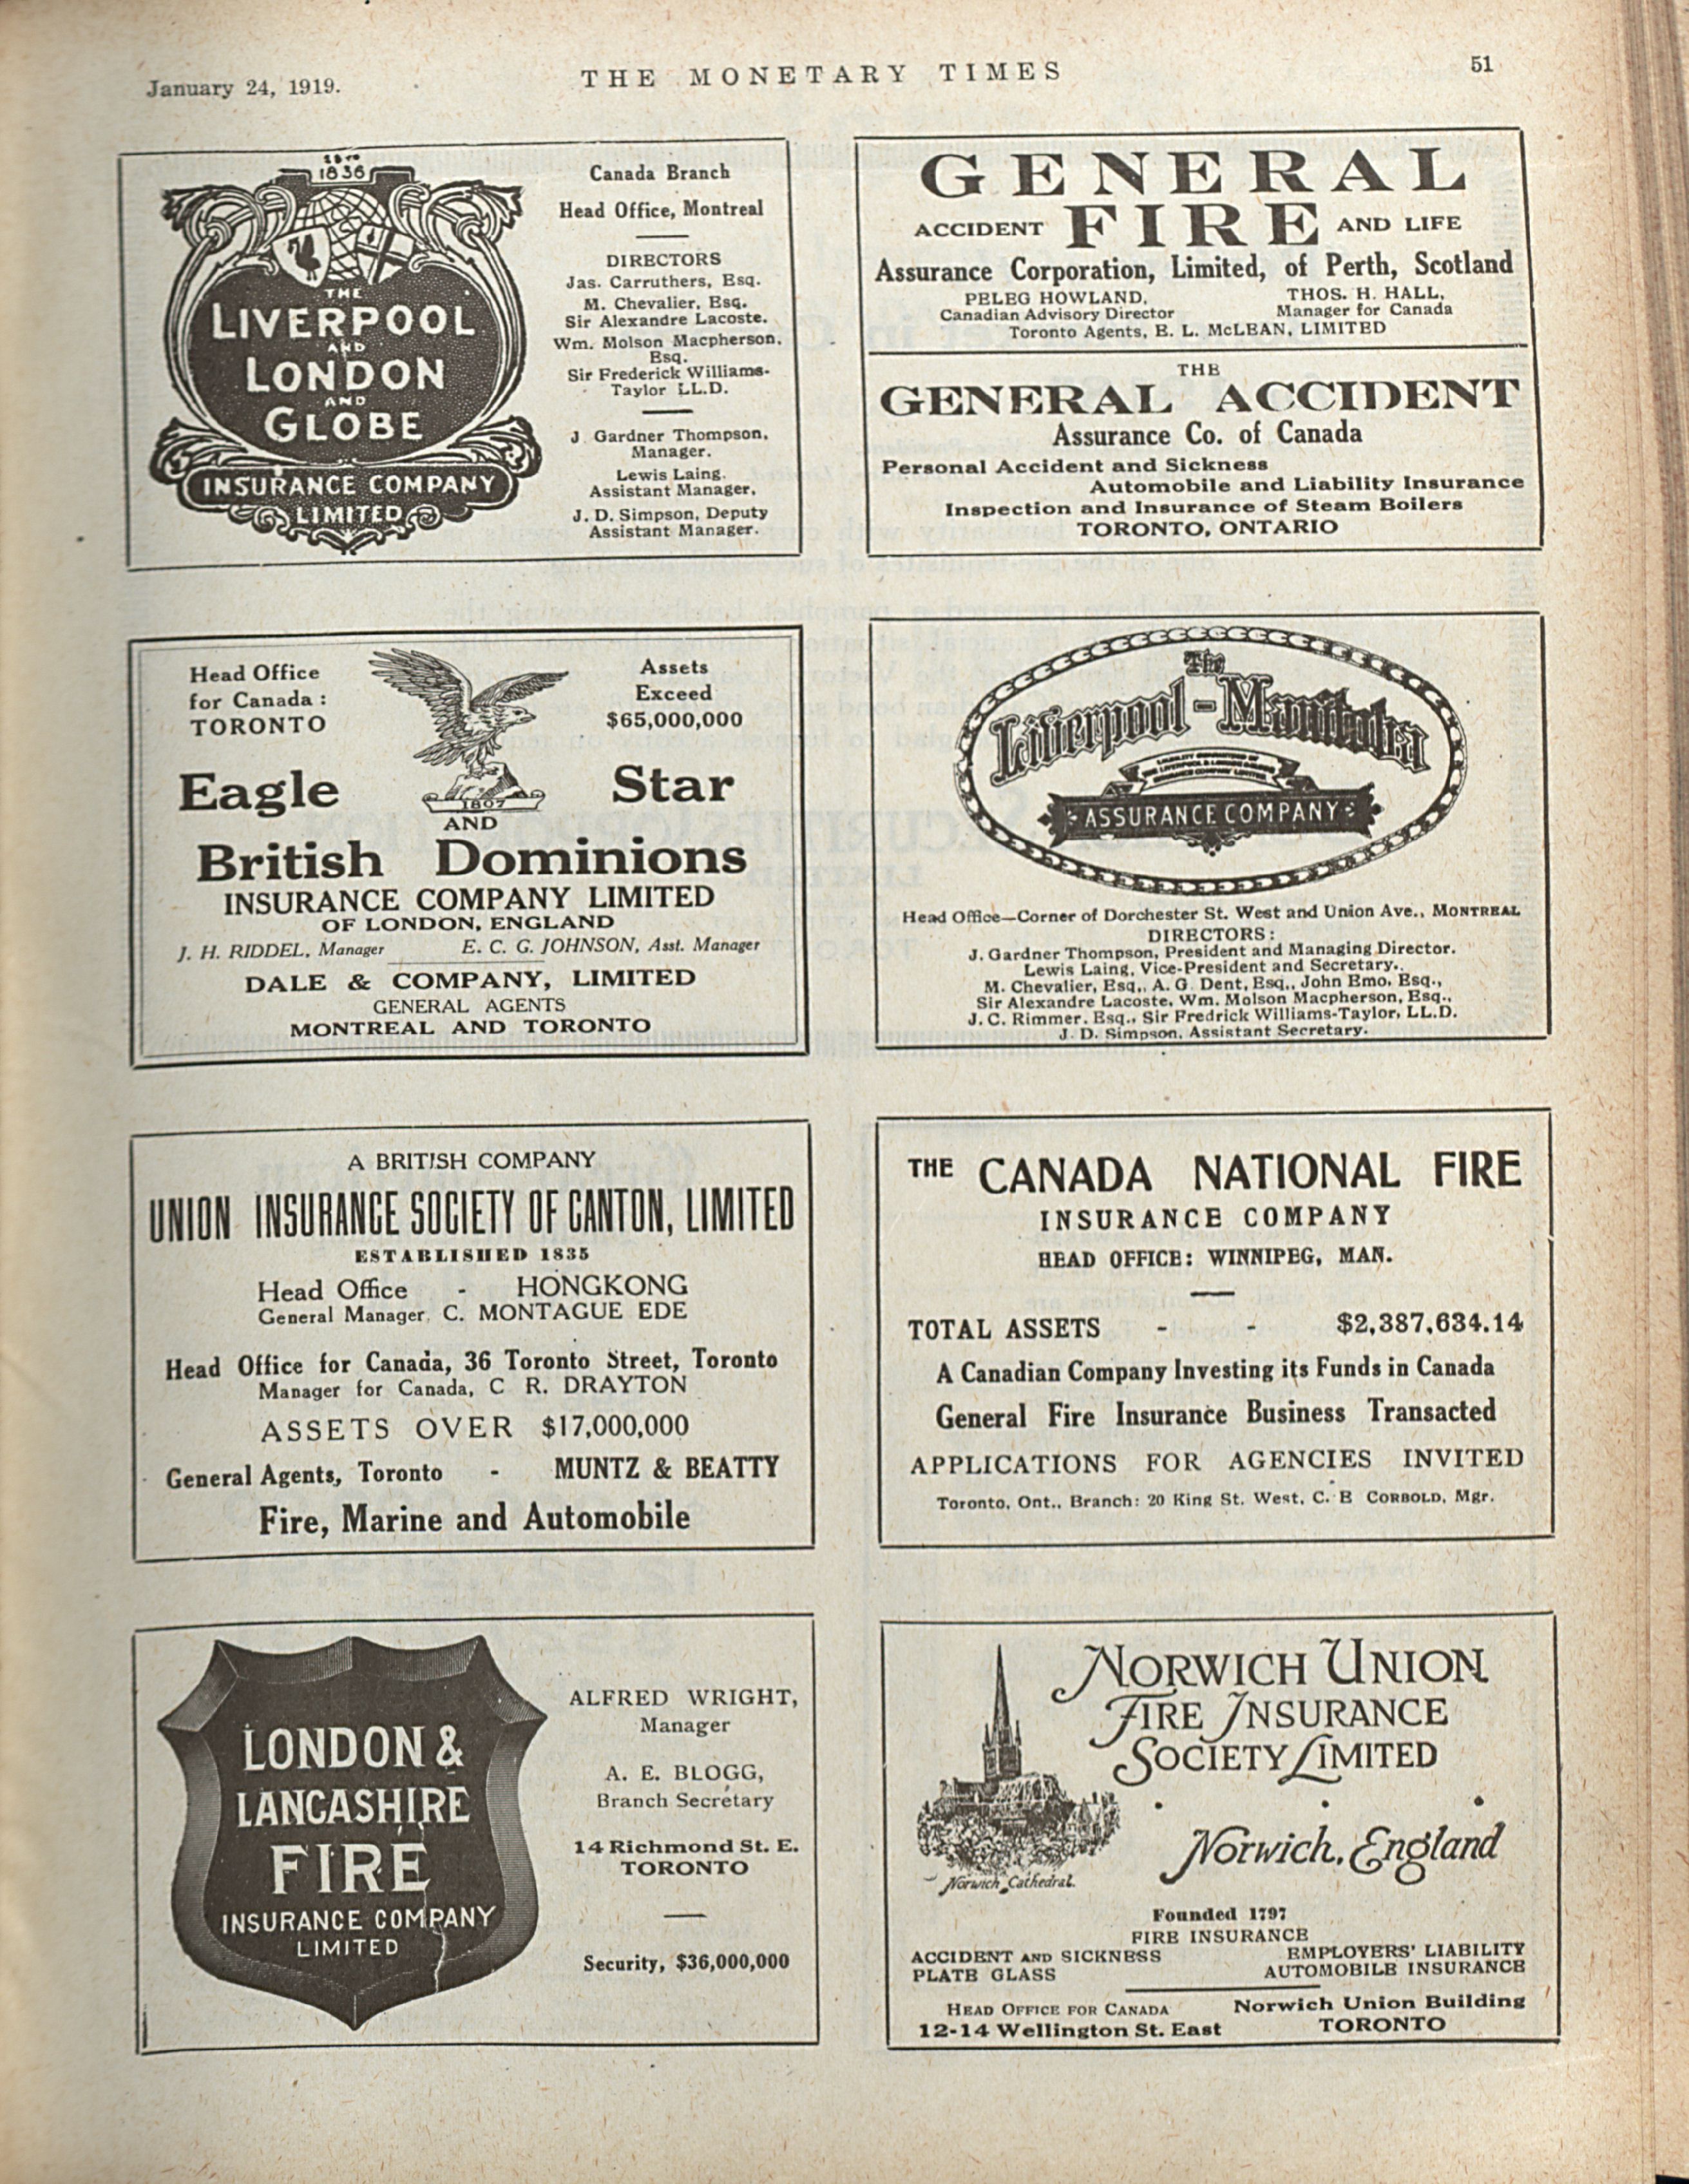 January 24, 1919.
THE MONETARY TIMES
51
1836
THE
LIVERPOOL
AND
LONDON
AND
GLOBE
INSURANCE COMPANY
LIMITED
Canada Branch
Head Office, Montreal
DIRECTORS
Jas. Carruthers, Esq.
M. Chevalier, Esq.
Sir Alexandre Lacoste.
Wm. Molson Macpherson,
Esq.
Sir Frederick Williams-
Taylor LL.D.
J Gardner Thompson,
Manager.
Lewis Laing,
Assistant Manager,
J. D. Simpson, Deputy
Assistant Manager.
GENERAL
ACCIDENT FIRE AND LIFE
Assurance Corporation, Limited, of Perth, Scotland
PELEG HOWLAND, THOS. H. HALL,
Canadian Advisory Director Manager for Canada
Toronto Agents, E. L. McLEAN, LIMITED
THE
GENERAL ACCIDENT
Assurance Co. of Canada
Personal Accident and Sickness
Automobile and Liability Insurance
Inspection and Insurance of Steam Boilers
TORONTO, ONTARIO
Head Office
for Canada :
TORONTO
Assets
Exceed
$65,000,000
1807
Eagle Star
AND
British Dominions
INSURANCE COMPANY LIMITED
OF LONDON, ENGLAND
J. H. RIDDEL, Manager E. C. G. JOHNSON, Asst. Manager
DALE & COMPANY, LIMITED
GENERAL AGENTS
MONTREAL AND TORONTO
The
Liverpool-Manitoba
ASSURANCE COMPANY
Head Office—Corner of Dorchester St. West and Union Ave., MONTREAL
DIRECTORS :
J. Gardner Thompson, President and Managing Director.
Lewis Laing, Vice-President and Secretary.
M. Chevalier, Esq., A. G. Dent, Esq., John Emo, Esq.,
Sir Alexandre Lacoste, Wm. Molson Macpherson, Esq.,
J. C. Rimmer, Esq., Sir Fredrick Williams-Taylor, LL.D.
J. D. Simpson, Assistant Secretary.
A BRITISH COMPANY
UNION INSURANCE SOCIETY OF CANTON, LIMITED
ESTABLISHED 1835
Head Office - HONGKONG
General Manager, C. MONTAGUE EDE
Head Office for Canada, 36 Toronto Street, Toronto
Manager for Canada, C R. DRAYTON
ASSETS OVER $17,000,000
General Agents, Toronto - MUNTZ & BEATTY
Fire, Marine and Automobile
THE CANADA NATIONAL FIRE
INSURANCE COMPANY
HEAD OFFICE: WINNIPEG, MAN.
TOTAL ASSETS - - $2,387,634.14
A Canadian Company Investing its Funds in Canada
General Fire Insurance Business Transacted
APPLICATIONS FOR AGENCIES INVITED
Toronto, Ont., Branch: 20 King St. West, C. B CORBOLD, Mgr.
LONDON &
LANCASHIRE
FIRE
INSURANCE COMPANY
LIMITED
ALFRED WRIGHT,
Manager
A. E. BLOGG,
Branch Secretary
14 Richmond St. E.
TORONTO
Security, $36,000,000
NORWICH UNION
FIRE INSURANCE
SOCIETY LIMITED
Norwich, England
Norwich Cathedral.
Founded 1797
FIRE INSURANCE
ACCIDENT AND SICKNESS EMPLOYERS' LIABILITY
PLATE GLASS AUTOMOBILE INSURANCE
HEAD OFFICE FOR CANADA Norwich Union Building
12-14 Wellington St. East TORONTO